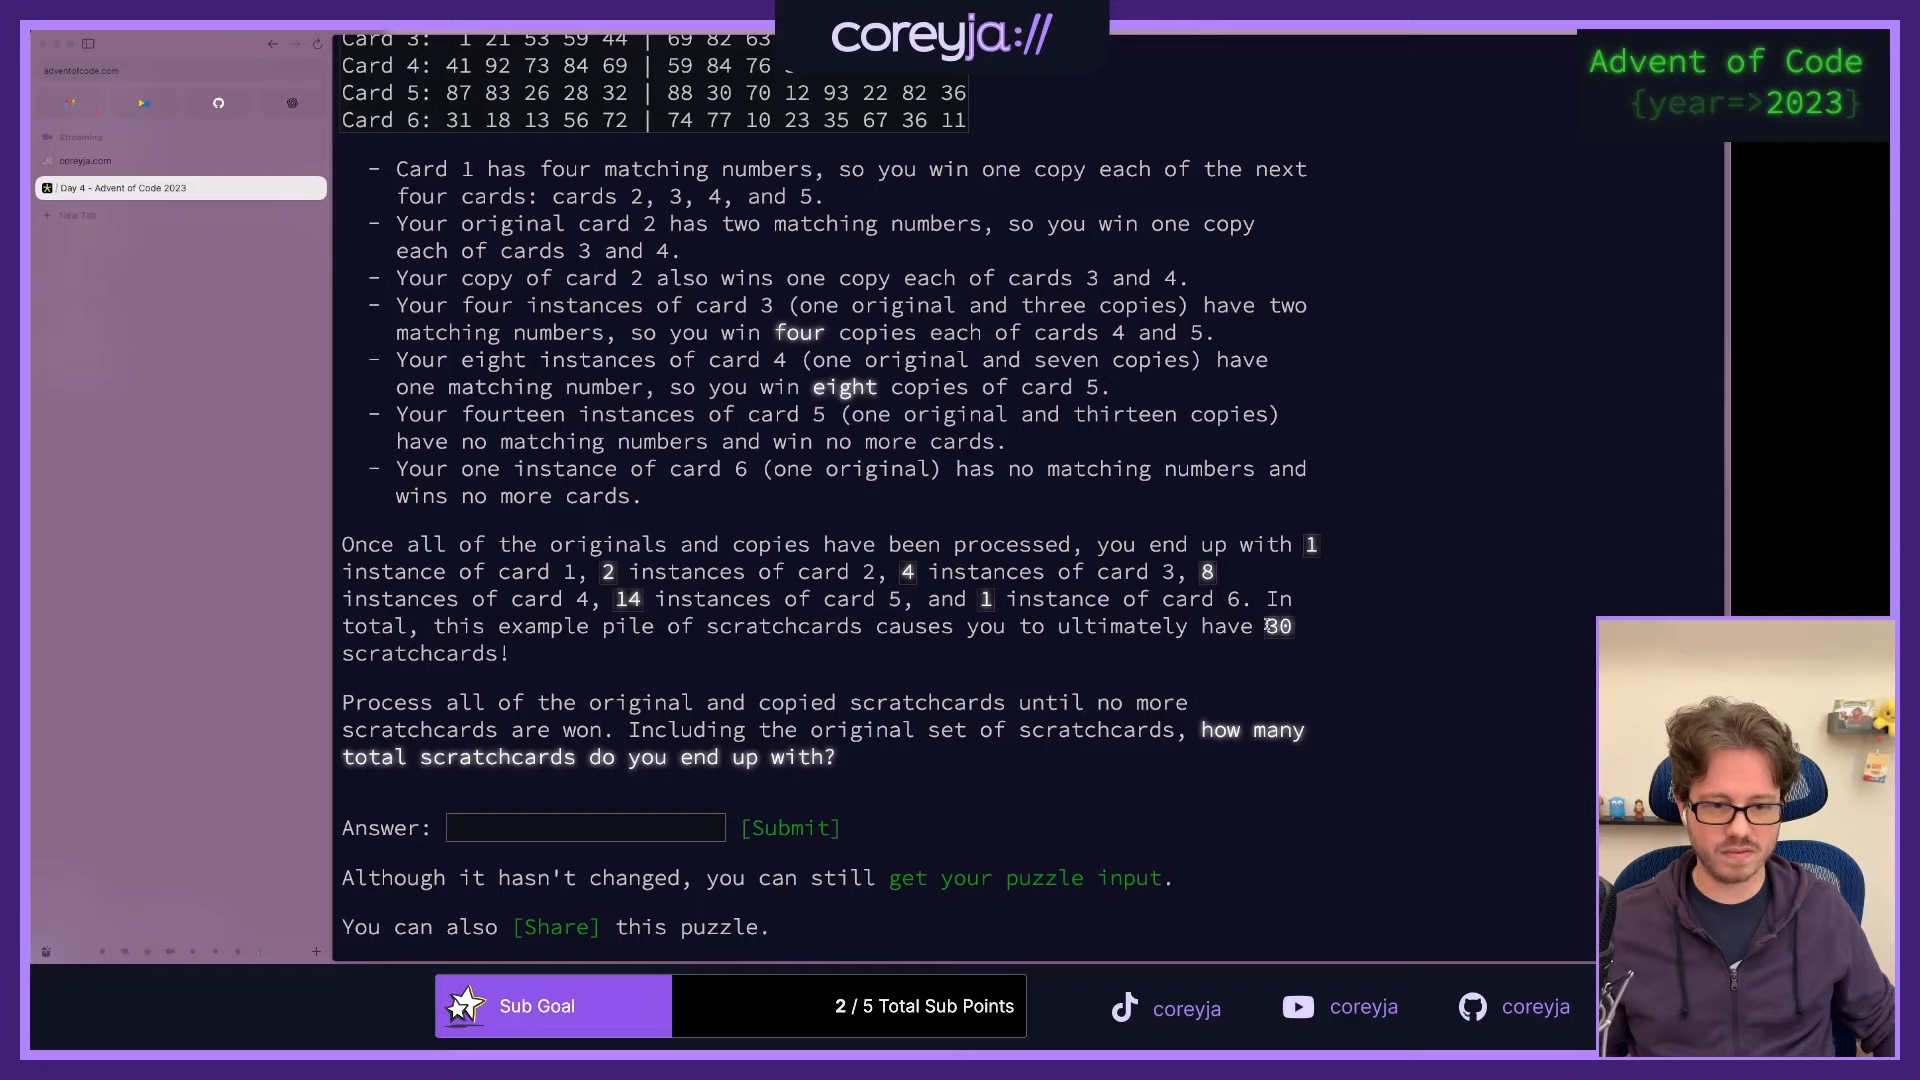 coreyja://
Advent of Code
{year=>2023}
adventofcode.com
Streaming
coreyja.com
Day 4 - Advent of Code 2023
New Tab
Card 3: 1 21 53 59 44 | 69 82 63
Card 4: 41 92 73 84 69 | 59 84 76
Card 5: 87 83 26 28 32 | 88 30 70 12 93 22 82 36
Card 6: 31 18 13 56 72 | 74 77 10 23 35 67 36 11
- Card 1 has four matching numbers, so you win one copy each of the next
four cards: cards 2, 3, 4, and 5.
- Your original card 2 has two matching numbers, so you win one copy
each of cards 3 and 4.
- Your copy of card 2 also wins one copy each of cards 3 and 4.
- Your four instances of card 3 (one original and three copies) have two
matching numbers, so you win four copies each of cards 4 and 5.
- Your eight instances of card 4 (one original and seven copies) have
one matching number, so you win eight copies of card 5.
- Your fourteen instances of card 5 (one original and thirteen copies)
have no matching numbers and win no more cards.
- Your one instance of card 6 (one original) has no matching numbers and
wins no more cards.
Once all of the originals and copies have been processed, you end up with 1
instance of card 1, 2 instances of card 2, 4 instances of card 3, 8
instances of card 4, 14 instances of card 5, and 1 instance of card 6. In
total, this example pile of scratchcards causes you to ultimately have 30
scratchcards!
Process all of the original and copied scratchcards until no more
scratchcards are won. Including the original set of scratchcards, how many
total scratchcards do you end up with?
Answer: [Submit]
Although it hasn't changed, you can still get your puzzle input.
You can also [Share] this puzzle.
Sub Goal
2 / 5 Total Sub Points
coreyja
coreyja
coreyja